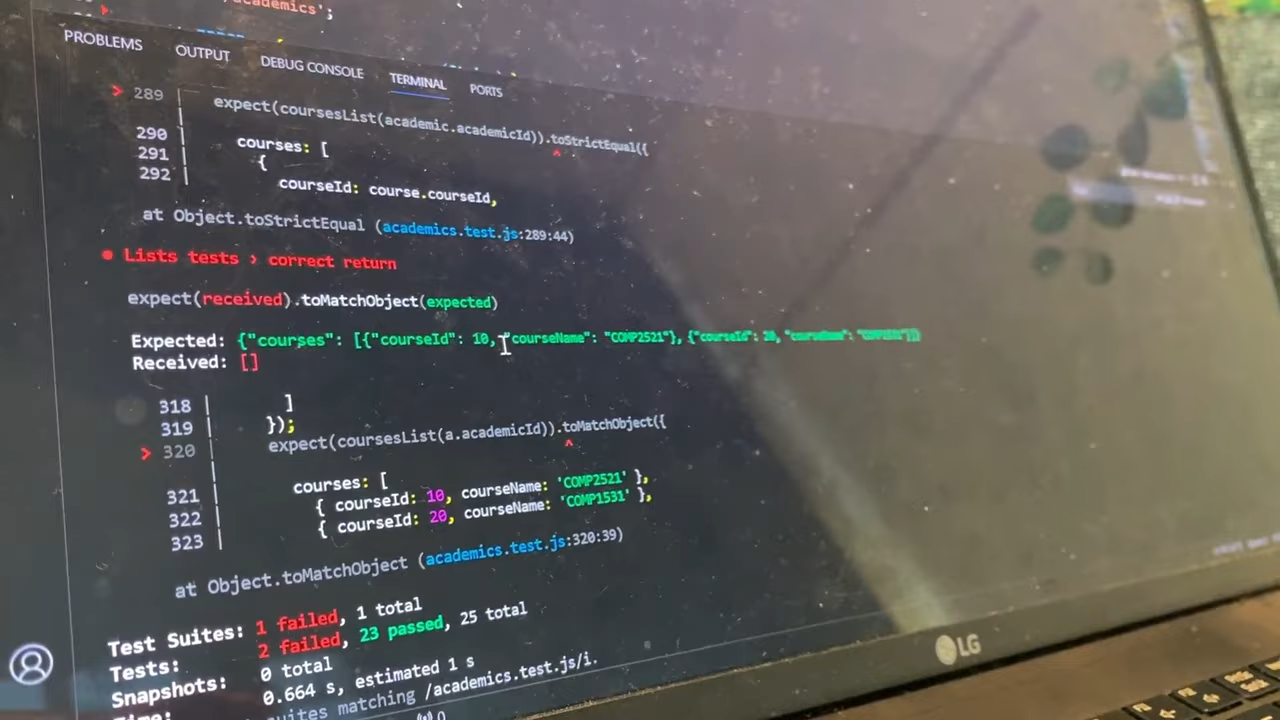 academics';
PROBLEMS OUTPUT DEBUG CONSOLE TERMINAL PORTS
> 289 | expect(coursesList(academic.academicId)).toStrictEqual({
| ^
290 | courses: [
291 | {
292 | courseId: course.courseId,
at Object.toStrictEqual (academics.test.js:289:44)
● Lists tests › correct return
expect(received).toMatchObject(expected)
Expected: {"courses": [{"courseId": 10, "courseName": "COMP2521"}, {"courseId": 20, "courseName": "COMP1531"}]}
Received: []
318 | ]
319 | });
> 320 | expect(coursesList(a.academicId)).toMatchObject({
| ^
321 | courses: [
322 | { courseId: 10, courseName: 'COMP2521' },
323 | { courseId: 20, courseName: 'COMP1531' },
at Object.toMatchObject (academics.test.js:320:39)
Test Suites: 1 failed, 1 total
Tests: 2 failed, 23 passed, 25 total
Snapshots: 0 total
Time: 0.664 s, estimated 1 s
suites matching /academics.test.js/i.
LG